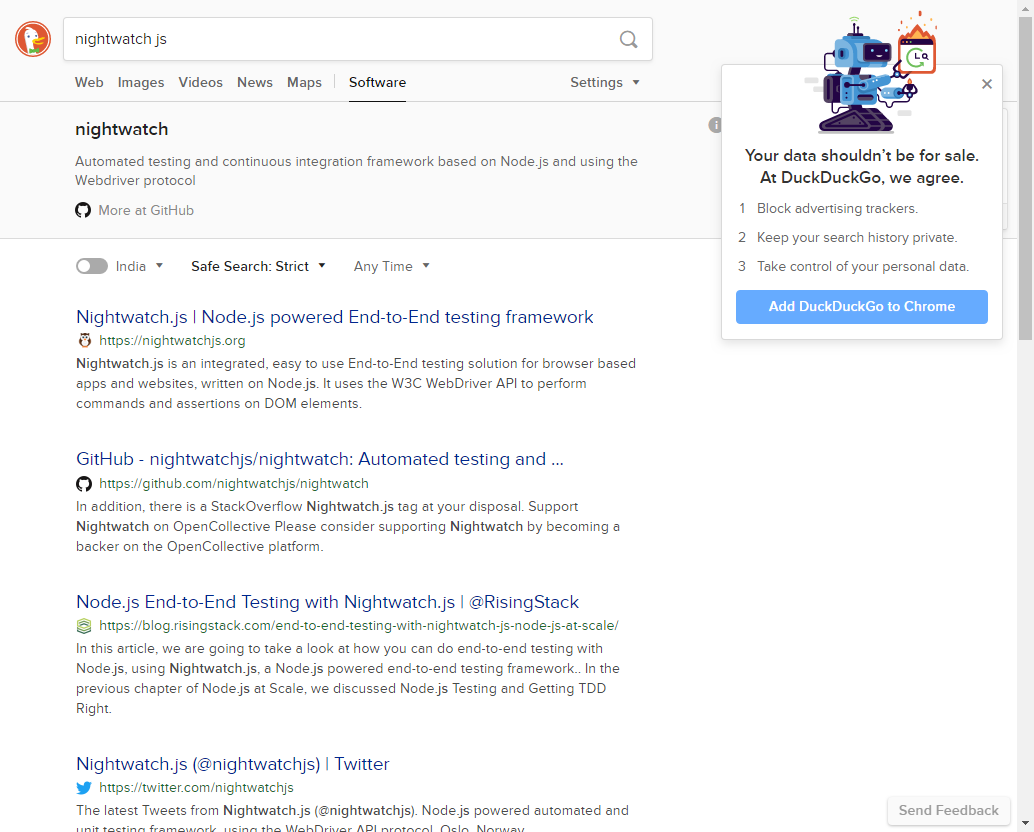 nightwatch js
Web Images Videos News Maps Software Settings
nightwatch
Automated testing and continuous integration framework based on Node.js and using the
Webdriver protocol
More at GitHub
Your data shouldn’t be for sale.
At DuckDuckGo, we agree.
1 Block advertising trackers.
2 Keep your search history private.
3 Take control of your personal data.
Add DuckDuckGo to Chrome
India Safe Search: Strict Any Time
Nightwatch.js | Node.js powered End-to-End testing framework
https://nightwatchjs.org
Nightwatch.js is an integrated, easy to use End-to-End testing solution for browser based
apps and websites, written on Node.js. It uses the W3C WebDriver API to perform
commands and assertions on DOM elements.
GitHub - nightwatchjs/nightwatch: Automated testing and ...
https://github.com/nightwatchjs/nightwatch
In addition, there is a StackOverflow Nightwatch.js tag at your disposal. Support
Nightwatch on OpenCollective Please consider supporting Nightwatch by becoming a
backer on the OpenCollective platform.
Node.js End-to-End Testing with Nightwatch.js | @RisingStack
https://blog.risingstack.com/end-to-end-testing-with-nightwatch-js-node-js-at-scale/
In this article, we are going to take a look at how you can do end-to-end testing with
Node.js, using Nightwatch.js, a Node.js powered end-to-end testing framework.. In the
previous chapter of Node.js at Scale, we discussed Node.js Testing and Getting TDD
Right.
Nightwatch.js (@nightwatchjs) | Twitter
https://twitter.com/nightwatchjs
The latest Tweets from Nightwatch.js (@nightwatchjs). Node.js powered automated and
unit testing framework, using the WebDriver API protocol. Oslo, Norway
Send Feedback